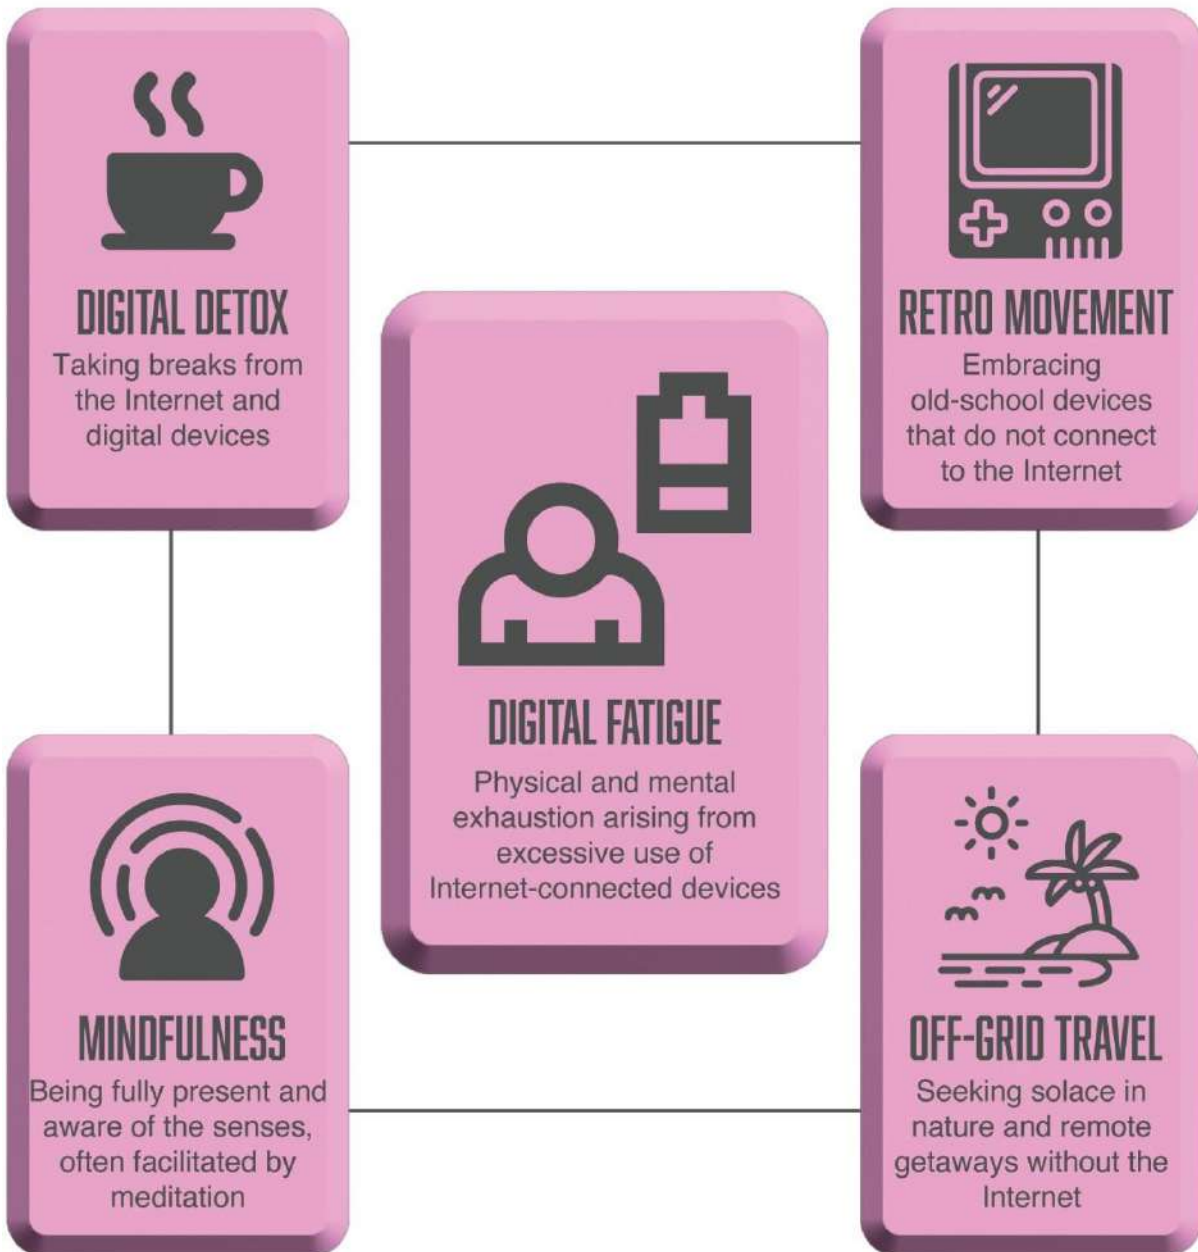 DIGITAL DETOX
Taking breaks from
the Internet and
digital devices
RETRO MOVEMENT
Embracing
old-school devices
that do not connect
to the Internet
DIGITAL FATIGUE
Physical and mental
exhaustion arising from
excessive use of
Internet-connected devices
MINDFULNESS
Being fully present and
aware of the senses,
often facilitated by
meditation
OFF-GRID TRAVEL
Seeking solace in
nature and remote
getaways without the
Internet